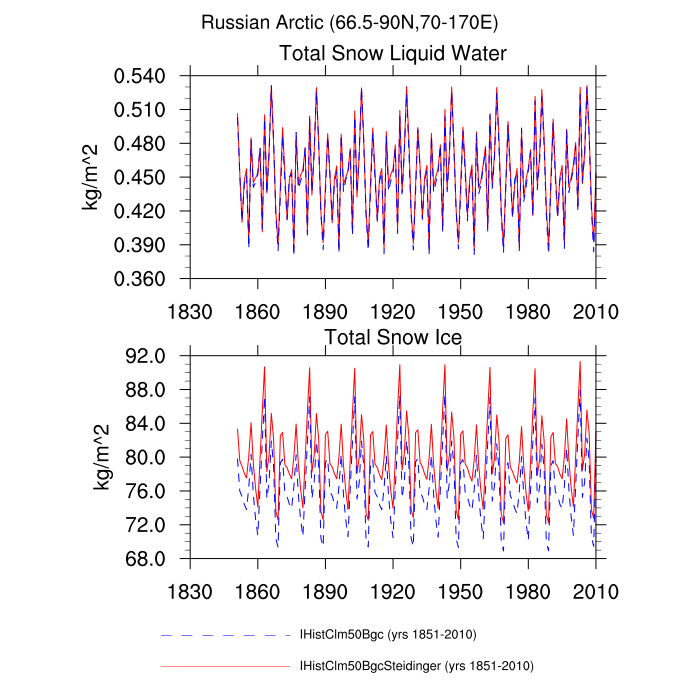 Russian Arctic (66.5-90N,70-170E)
Total Snow Liquid Water
0.540
0.510
0.480
0.450
0.420
0.390
0.360
kg/m^2
1830 1860 1890 1920 1950 1980 2010
Total Snow Ice
92.0
88.0
84.0
80.0
76.0
72.0
68.0
kg/m^2
1830 1860 1890 1920 1950 1980 2010
IHistClm50Bgc (yrs 1851-2010)
IHistClm50BgcSteidinger (yrs 1851-2010)